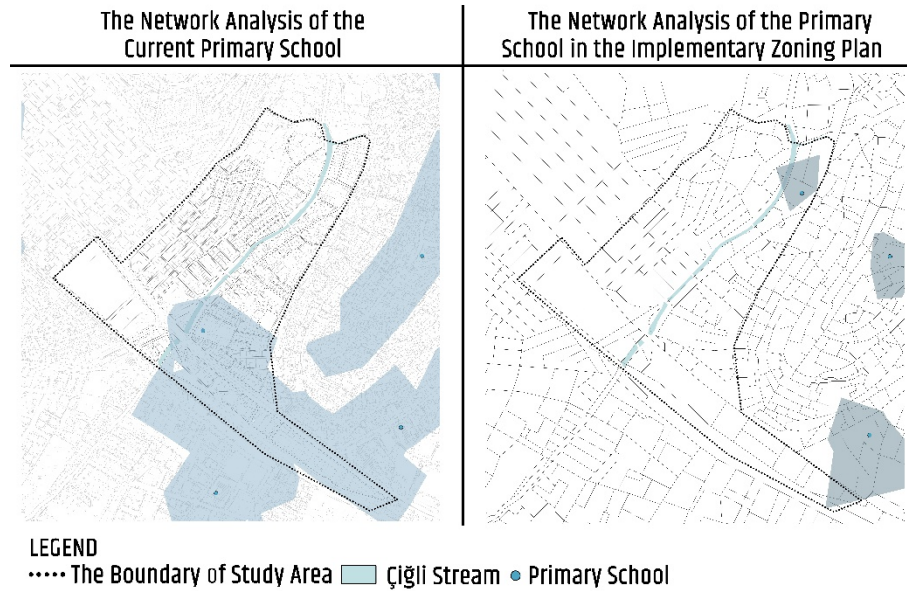 The Network Analysis of the
Current Primary School
The Network Analysis of the Primary
School in the Implementary Zoning Plan
LEGEND
The Boundary of Study Area Çiğli Stream Primary School